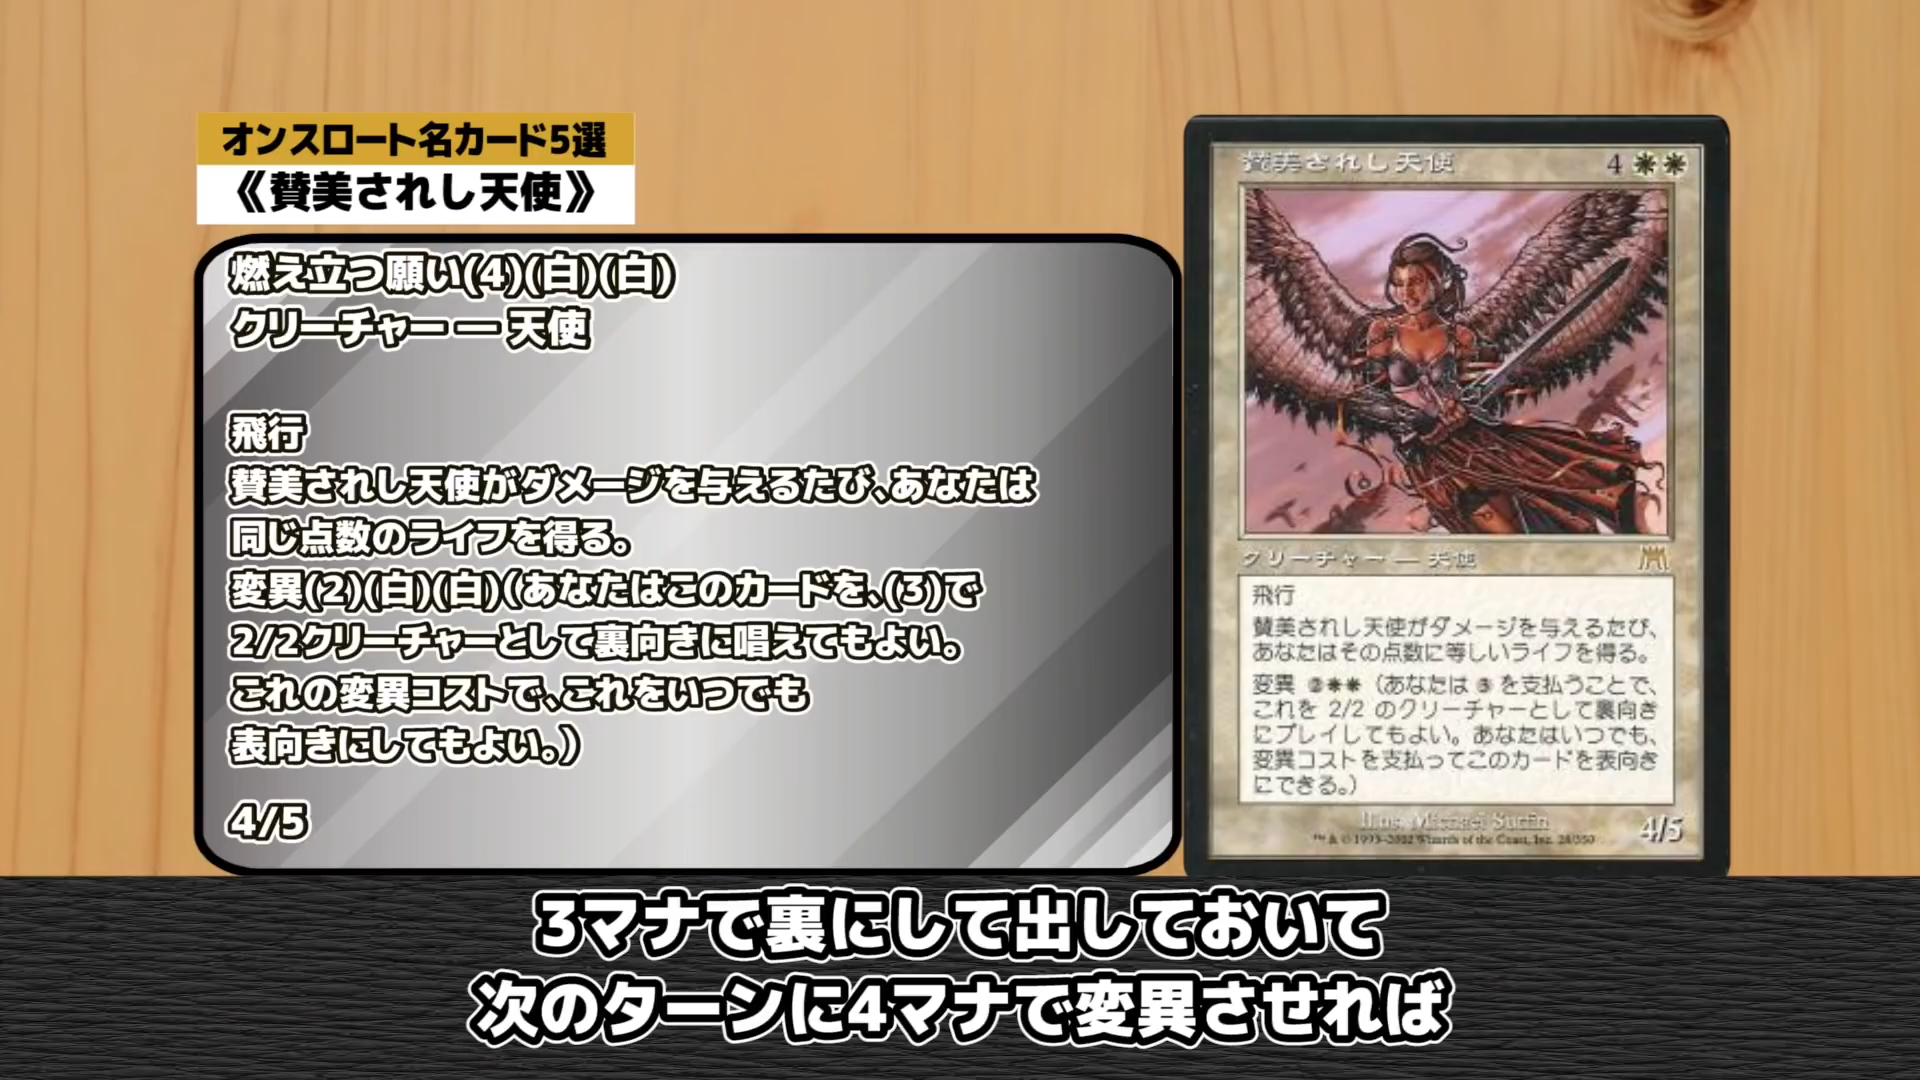 オンスロート名カード5選
《賛美されし天使》
燃え立つ願い(4)(白)(白)
クリーチャー ― 天使
飛行
賛美されし天使がダメージを与えるたび、あなたは
同じ点数のライフを得る。
変異(2)(白)(白)(あなたはこのカードを、(3)で
2/2クリーチャーとして裏向きに唱えてもよい。
これの変異コストで、これをいつでも
表向きにしてもよい。)
4/5
賛美されし天使 4
クリーチャー ― 天使
飛行
賛美されし天使がダメージを与えるたび、
あなたはその点数に等しいライフを得る。
変異 ② (あなたは ③ を支払うことで、
これを 2/2 のクリーチャーとして裏向き
にプレイしてもよい。あなたはいつでも、
変異コストを支払ってこのカードを表向き
にできる。)
Illus. Michael Sutfin
4/5
™ & © 1993-2002 Wizards of the Coast, Inc. 28/350
3マナで裏にして出しておいて
次のターンに4マナで変異させれば